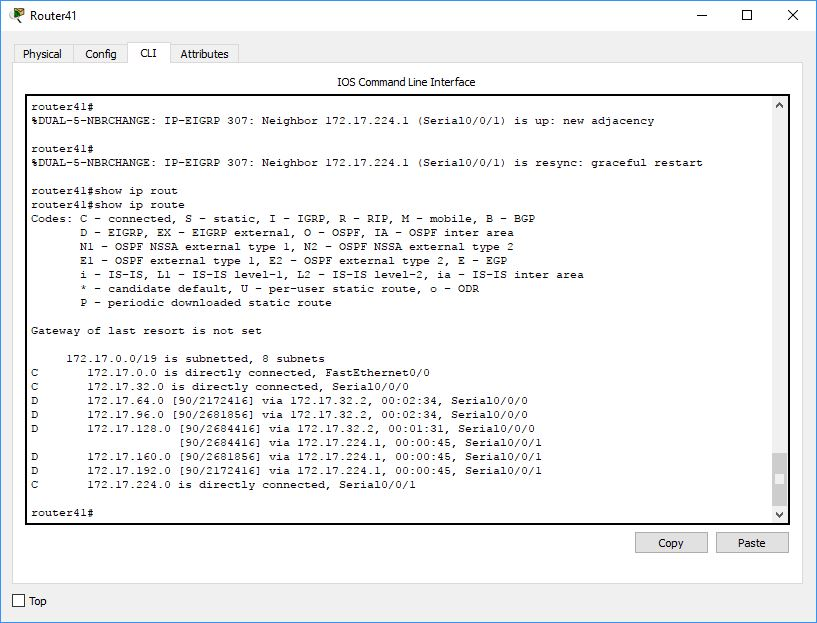 Router41
Physical Config CLI Attributes
IOS Command Line Interface
router41#
%DUAL-5-NBRCHANGE: IP-EIGRP 307: Neighbor 172.17.224.1 (Serial0/0/1) is up: new adjacency
router41#
%DUAL-5-NBRCHANGE: IP-EIGRP 307: Neighbor 172.17.224.1 (Serial0/0/1) is resync: graceful restart
router41#show ip rout
router41#show ip route
Codes: C - connected, S - static, I - IGRP, R - RIP, M - mobile, B - BGP
D - EIGRP, EX - EIGRP external, O - OSPF, IA - OSPF inter area
N1 - OSPF NSSA external type 1, N2 - OSPF NSSA external type 2
E1 - OSPF external type 1, E2 - OSPF external type 2, E - EGP
i - IS-IS, L1 - IS-IS level-1, L2 - IS-IS level-2, ia - IS-IS inter area
* - candidate default, U - per-user static route, o - ODR
P - periodic downloaded static route
Gateway of last resort is not set
172.17.0.0/19 is subnetted, 8 subnets
C 172.17.0.0 is directly connected, FastEthernet0/0
C 172.17.32.0 is directly connected, Serial0/0/0
D 172.17.64.0 [90/2172416] via 172.17.32.2, 00:02:34, Serial0/0/0
D 172.17.96.0 [90/2681856] via 172.17.32.2, 00:02:34, Serial0/0/0
D 172.17.128.0 [90/2684416] via 172.17.32.2, 00:01:31, Serial0/0/0
[90/2684416] via 172.17.224.1, 00:00:45, Serial0/0/1
D 172.17.160.0 [90/2681856] via 172.17.224.1, 00:00:45, Serial0/0/1
D 172.17.192.0 [90/2172416] via 172.17.224.1, 00:00:45, Serial0/0/1
C 172.17.224.0 is directly connected, Serial0/0/1
router41#
Copy Paste
Top